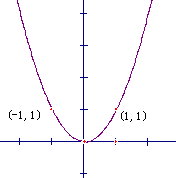 (-1, 1)
(1, 1)